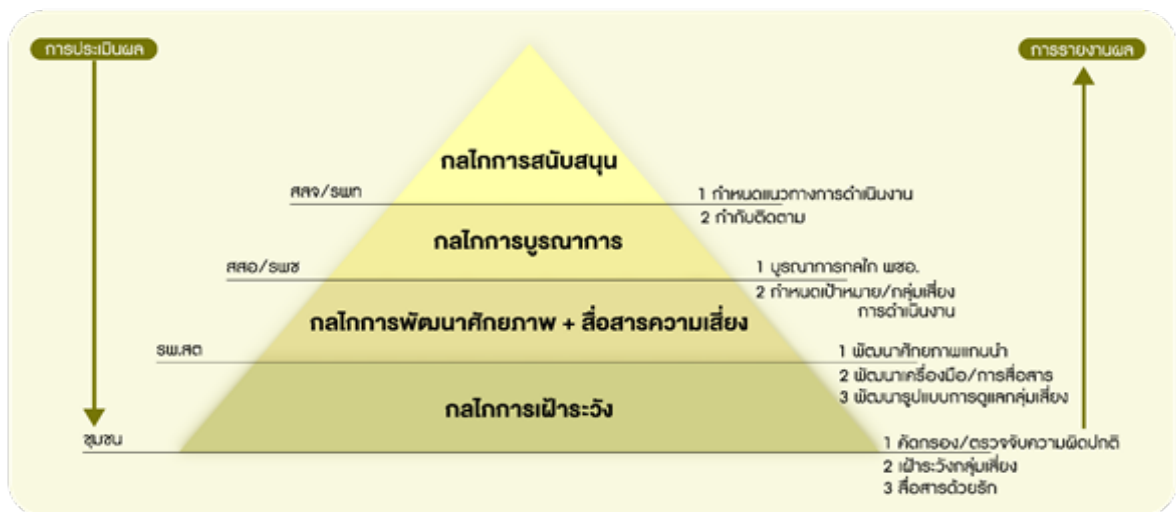 การประเมินผล
การรายงานผล
กลไกการสนับสนุน
สสจ/รพท
1 กำหนดแนวทางการดำเนินงาน
2 กำกับติดตาม
กลไกการบูรณาการ
สสอ/รพช
1 บูรณาการกลไก พชอ.
2 กำหนดเป้าหมาย/กลุ่มเสี่ยง
การดำเนินงาน
กลไกการพัฒนาศักยภาพ + สื่อสารความเสี่ยง
รพ.สต
1 พัฒนาศักยภาพแกนนำ
2 พัฒนาเครื่องมือ/การสื่อสาร
3 พัฒนารูปแบบการดูแลกลุ่มเสี่ยง
กลไกการเฝ้าระวัง
ชุมชน
1 คัดกรอง/ตรวจจับความผิดปกติ
2 เฝ้าระวังกลุ่มเสี่ยง
3 สื่อสารด้วยรัก